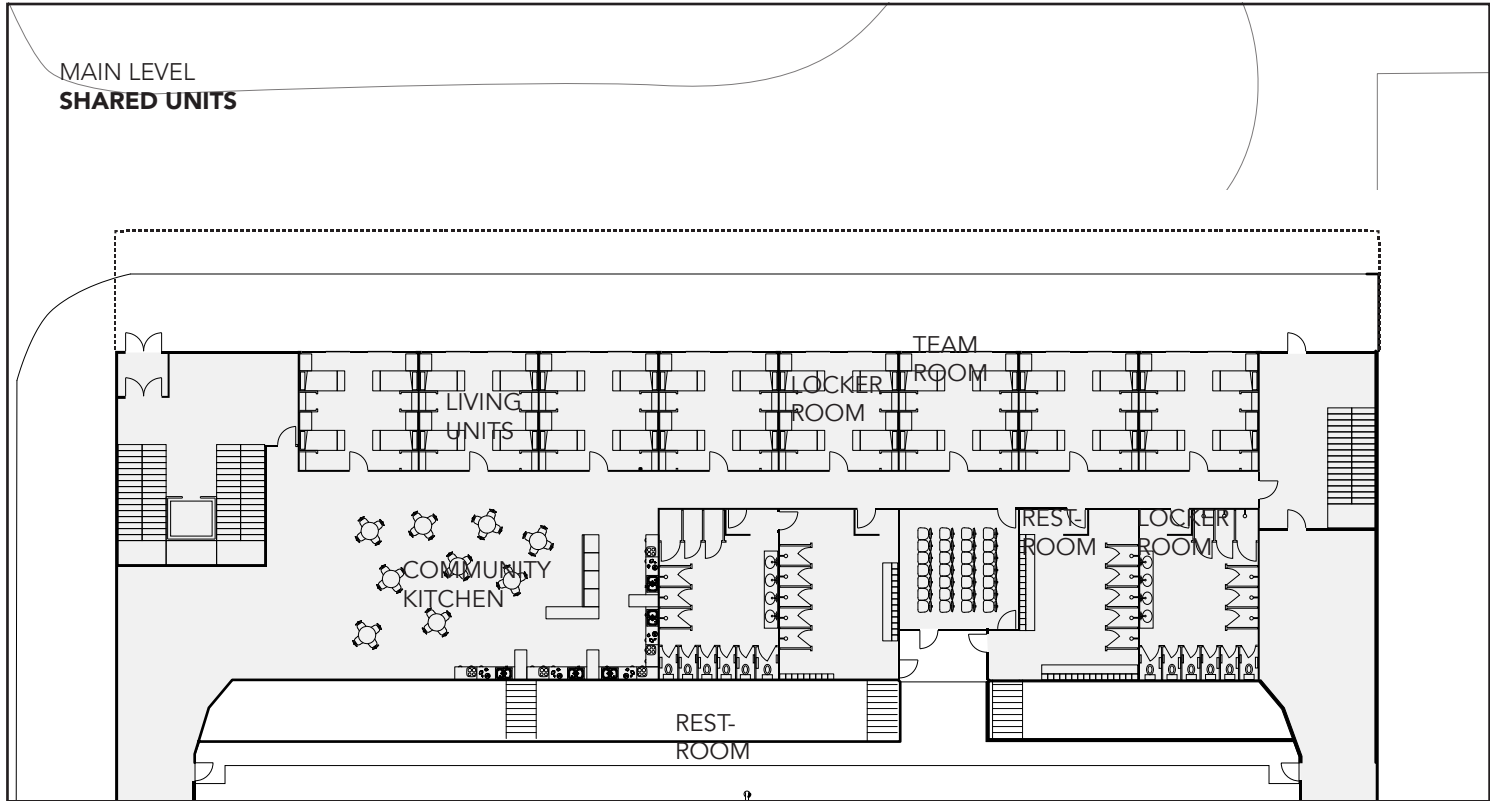 MAIN LEVEL
SHARED UNITS
TEAM
ROOM
LOCKER
ROOM
LIVING
UNITS
REST-
ROOM
LOCKER
ROOM
COMMUNITY
KITCHEN
REST-
ROOM